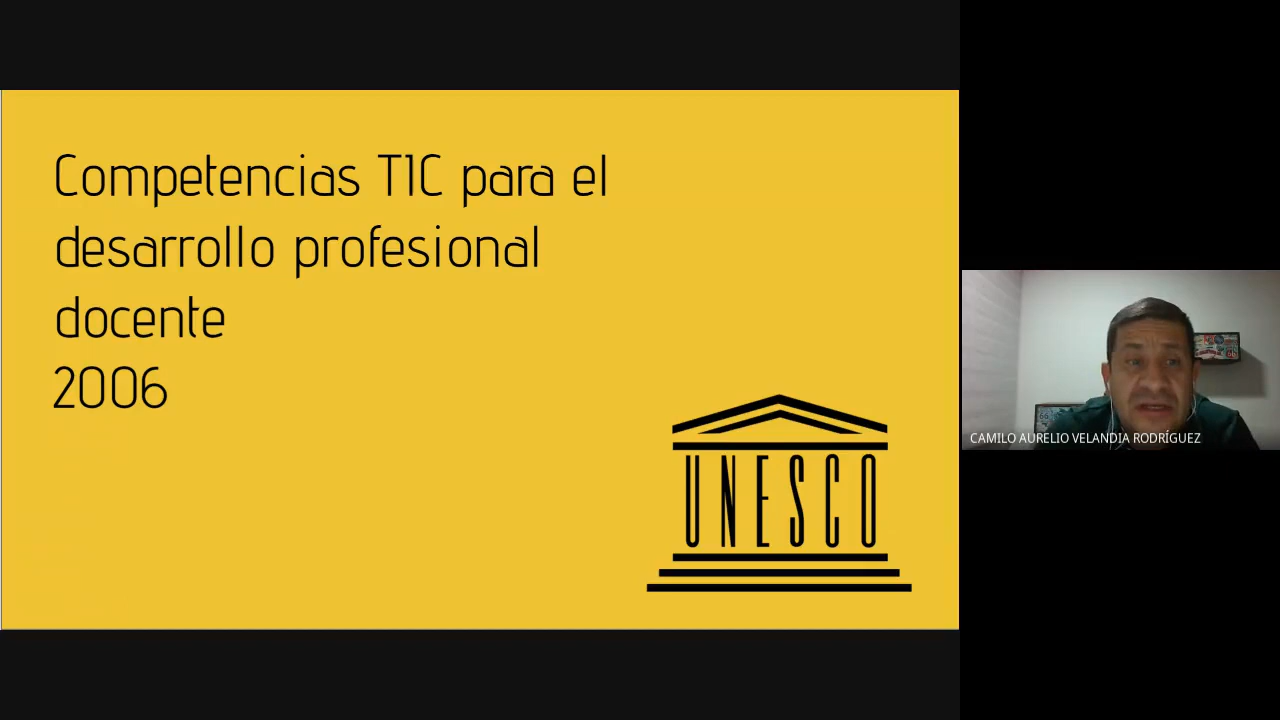 Competencias TIC para el
desarrollo profesional
docente
2006
UNESCO
CAMILO AURELIO VELANDIA RODRÍGUEZ